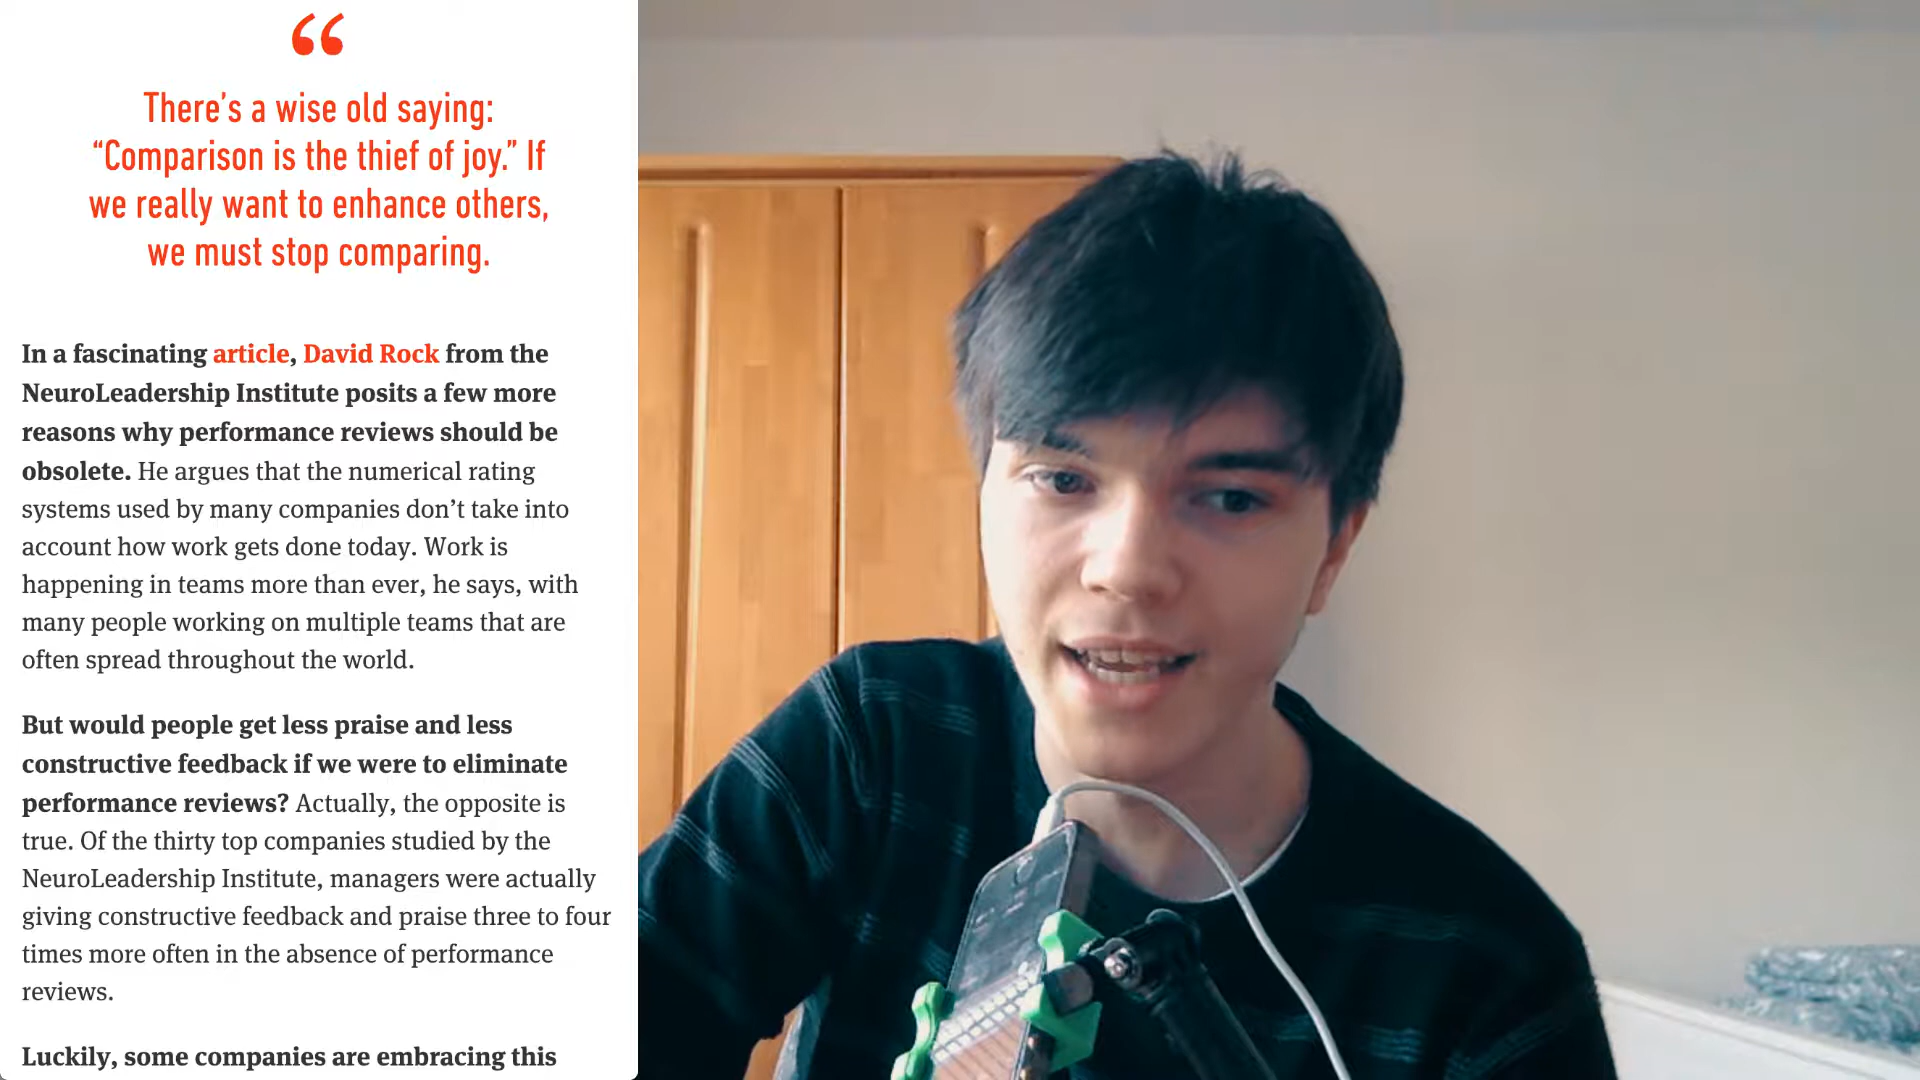 “
There’s a wise old saying:
“Comparison is the thief of joy.” If
we really want to enhance others,
we must stop comparing.
In a fascinating article, David Rock from the
NeuroLeadership Institute posits a few more
reasons why performance reviews should be
obsolete. He argues that the numerical rating
systems used by many companies don’t take into
account how work gets done today. Work is
happening in teams more than ever, he says, with
many people working on multiple teams that are
often spread throughout the world.
But would people get less praise and less
constructive feedback if we were to eliminate
performance reviews? Actually, the opposite is
true. Of the thirty top companies studied by the
NeuroLeadership Institute, managers were actually
giving constructive feedback and praise three to four
times more often in the absence of performance
reviews.
Luckily, some companies are embracing this